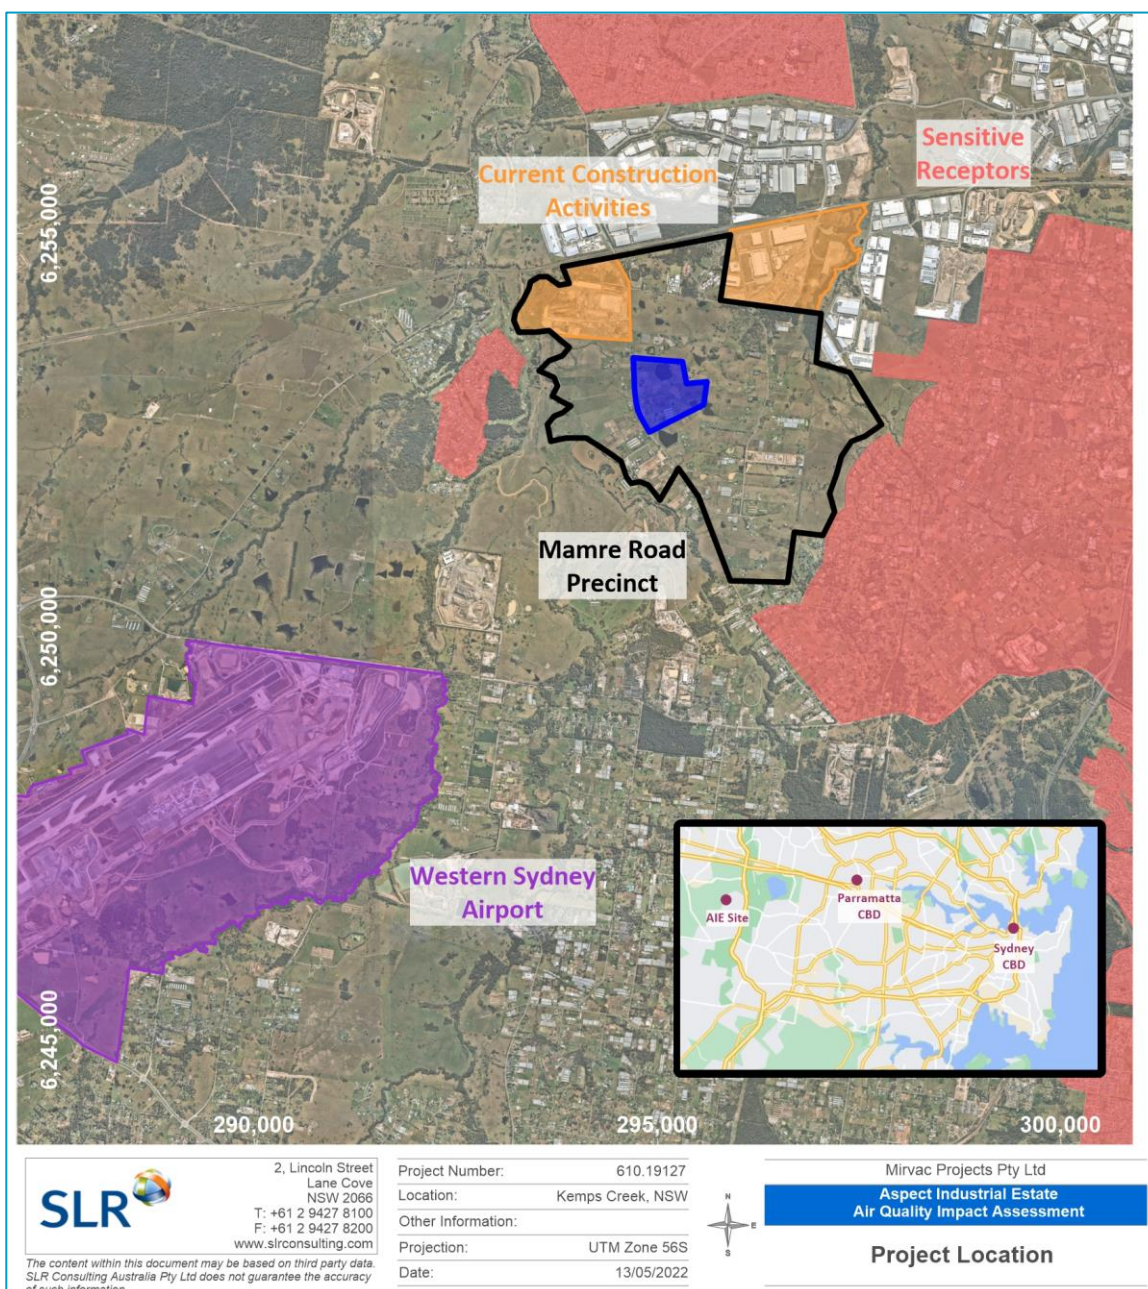 Sensitive
Receptors
Current Construction
Activities
6,255,000
Mamre Road
Precinct
6,250,000
Western Sydney
Airport
Parramatta
CBD
AIE Site
Sydney
CBD
6,245,000
290,000
295,000
300,000
SLR
2, Lincoln Street
Lane Cove
NSW 2066
T: +61 2 9427 8100
F: +61 2 9427 8200
www.slrconsulting.com
The content within this document may be based on third party data.
SLR Consulting Australia Pty Ltd does not guarantee the accuracy
of such information
Project Number: 610.19127
Location: Kemps Creek, NSW
Other Information:
Projection: UTM Zone 56S
Date: 13/05/2022
N
E
S
Mirvac Projects Pty Ltd
Aspect Industrial Estate
Air Quality Impact Assessment
Project Location